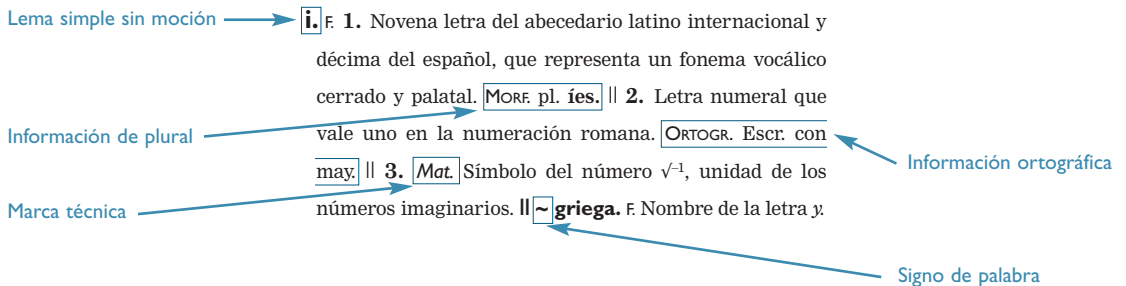 Lema simple sin moción
i. F. 1. Novena letra del abecedario latino internacional y
décima del español, que representa un fonema vocálico
cerrado y palatal. MORF. pl. íes. || 2. Letra numeral que
Información de plural
vale uno en la numeración romana. ORTOGR. Escr. con
Información ortográfica
may. || 3. Mat. Símbolo del número √-1, unidad de los
Marca técnica
números imaginarios. || ~ griega. F. Nombre de la letra y.
Signo de palabra